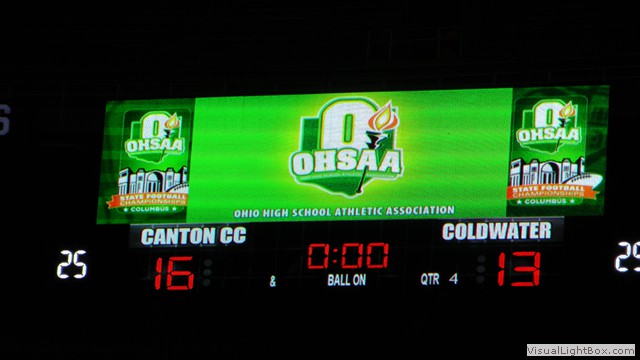 O
OHSAA
STATE FOOTBALL
CHAMPIONSHIPS
COLUMBUS
O
OHSAA
OHIO HIGH SCHOOL ATHLETIC ASSOCIATION
O
OHSAA
STATE FOOTBALL
CHAMPIONSHIPS
COLUMBUS
CANTON CC
COLDWATER
25 16 & 0:00 BALL ON QTR 4 13 25
VisualLightBox.com